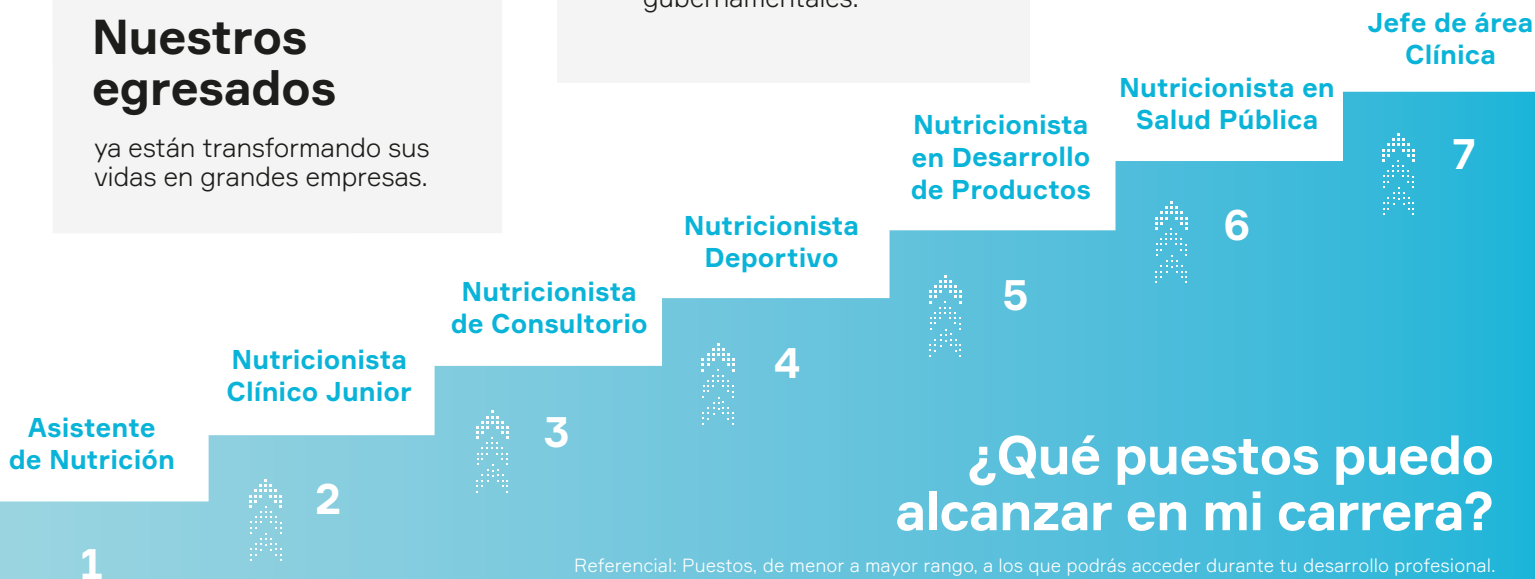 gubernamentales.
Nuestros
egresados
ya están transformando sus
vidas en grandes empresas.
Jefe de área
Clínica
7
Nutricionista en
Salud Pública
6
Nutricionista
en Desarrollo
de Productos
5
Nutricionista
Deportivo
4
Nutricionista
de Consultorio
3
Nutricionista
Clínico Junior
2
Asistente
de Nutrición
1
¿Qué puestos puedo
alcanzar en mi carrera?
Referencial: Puestos, de menor a mayor rango, a los que podrás acceder durante tu desarrollo profesional.